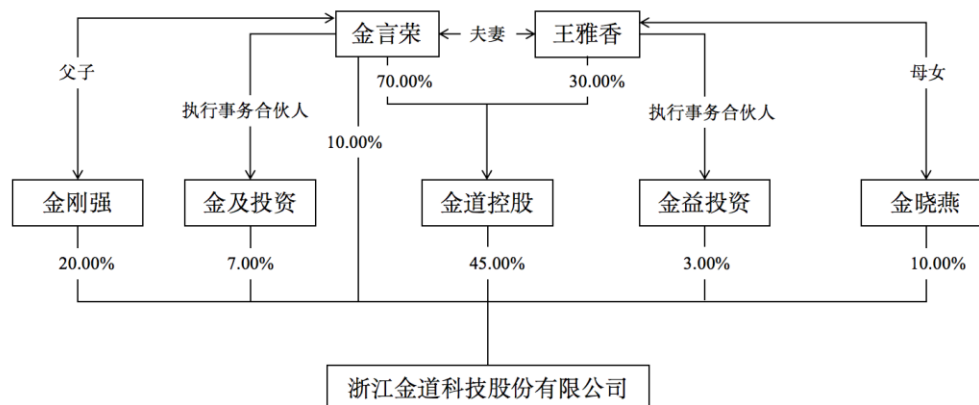 金言荣
夫妻
王雅香
父子
70.00%
30.00%
母女
执行事务合伙人
执行事务合伙人
10.00%
金刚强
金及投资
金道控股
金益投资
金晓燕
20.00%
7.00%
45.00%
3.00%
10.00%
浙江金道科技股份有限公司